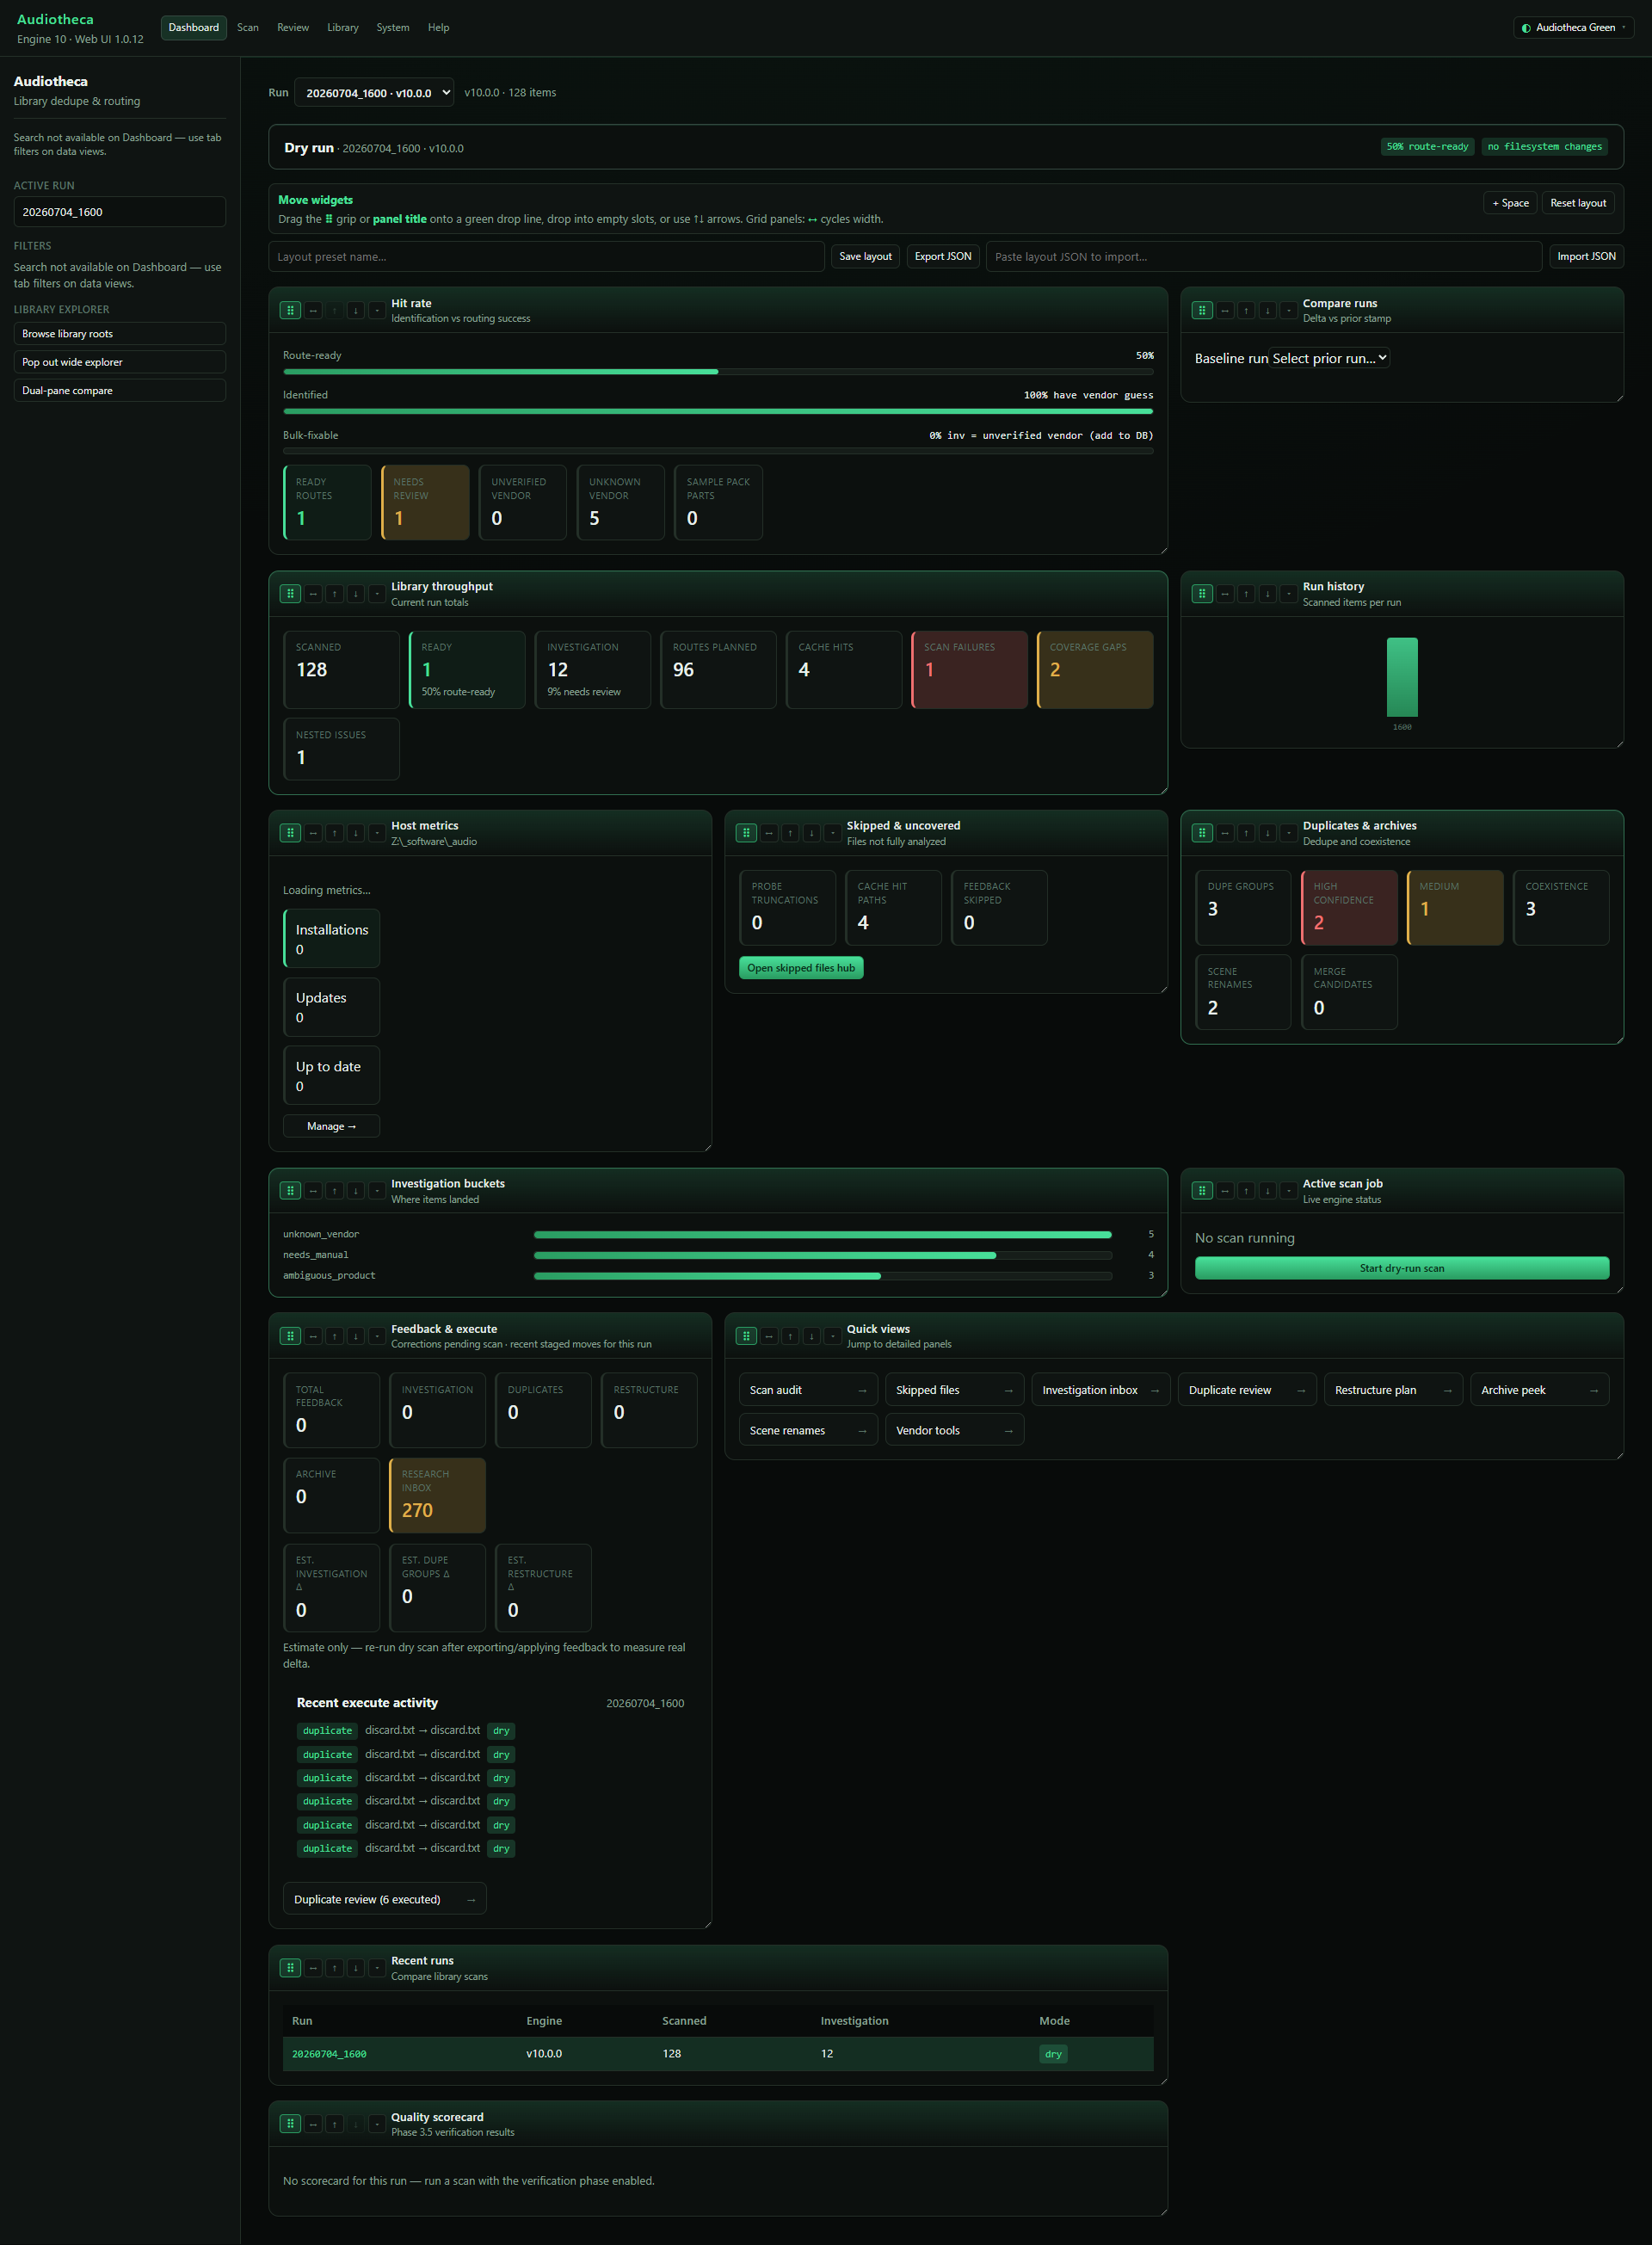 Audiotheca
Engine 10 · Web UI 1.0.12
Dashboard
Scan
Review
Library
System
Help
Audiotheca Green
Audiotheca
Library dedupe & routing
Search not available on Dashboard — use tab
filters on data views.
ACTIVE RUN
20260704_1600
FILTERS
Search not available on Dashboard — use
tab filters on data views.
LIBRARY EXPLORER
Browse library roots
Pop out wide explorer
Dual-pane compare
Run
20260704_1600 · v10.0.0
v10.0.0 · 128 items
Dry run · 20260704_1600 · v10.0.0
50% route-ready
no filesystem changes
Move widgets
Drag the ⠿ grip or panel title onto a green drop line, drop into empty slots, or use ↑↓ arrows. Grid panels: ↔ cycles width.
+ Space
Reset layout
Layout preset name...
Save layout
Export JSON
Paste layout JSON to import...
Import JSON
Hit rate
Identification vs routing success
Route-ready
50%
Identified
100% have vendor guess
Bulk-fixable
0% inv = unverified vendor (add to DB)
READY
ROUTES
1
NEEDS
REVIEW
1
UNVERIFIED
VENDOR
0
UNKNOWN
VENDOR
5
SAMPLE PACK
PARTS
0
Compare runs
Delta vs prior stamp
Baseline run
Select prior run...
Library throughput
Current run totals
SCANNED
128
READY
1
50% route-ready
INVESTIGATION
12
9% needs review
ROUTES PLANNED
96
CACHE HITS
4
SCAN FAILURES
1
COVERAGE GAPS
2
NESTED ISSUES
1
Run history
Scanned items per run
1600
Host metrics
Z:\_software\_audio
Loading metrics...
Installations
0
Updates
0
Up to date
0
Manage →
Skipped & uncovered
Files not fully analyzed
PROBE
TRUNCATIONS
0
CACHE HIT
PATHS
4
FEEDBACK
SKIPPED
0
Open skipped files hub
Duplicates & archives
Dedupe and coexistence
DUPE GROUPS
3
HIGH
CONFIDENCE
2
MEDIUM
1
COEXISTENCE
3
SCENE
RENAMES
2
MERGE
CANDIDATES
0
Investigation buckets
Where items landed
unknown_vendor
5
needs_manual
4
ambiguous_product
3
Active scan job
Live engine status
No scan running
Start dry-run scan
Feedback & execute
Corrections pending scan · recent staged moves for this run
TOTAL
FEEDBACK
0
INVESTIGATION
0
DUPLICATES
0
RESTRUCTURE
0
ARCHIVE
0
RESEARCH
INBOX
270
EST.
INVESTIGATION
Δ
0
EST. DUPE
GROUPS Δ
0
EST.
RESTRUCTURE
Δ
0
Estimate only — re-run dry scan after exporting/applying feedback to measure real
delta.
Recent execute activity
20260704_1600
duplicate discard.txt → discard.txt dry
duplicate discard.txt → discard.txt dry
duplicate discard.txt → discard.txt dry
duplicate discard.txt → discard.txt dry
duplicate discard.txt → discard.txt dry
duplicate discard.txt → discard.txt dry
Duplicate review (6 executed) →
Quick views
Jump to detailed panels
Scan audit →
Skipped files →
Investigation inbox →
Duplicate review →
Restructure plan →
Archive peek →
Scene renames →
Vendor tools →
Recent runs
Compare library scans
Run Engine Scanned Investigation Mode
20260704_1600 v10.0.0 128 12 dry
Quality scorecard
Phase 3.5 verification results
No scorecard for this run — run a scan with the verification phase enabled.